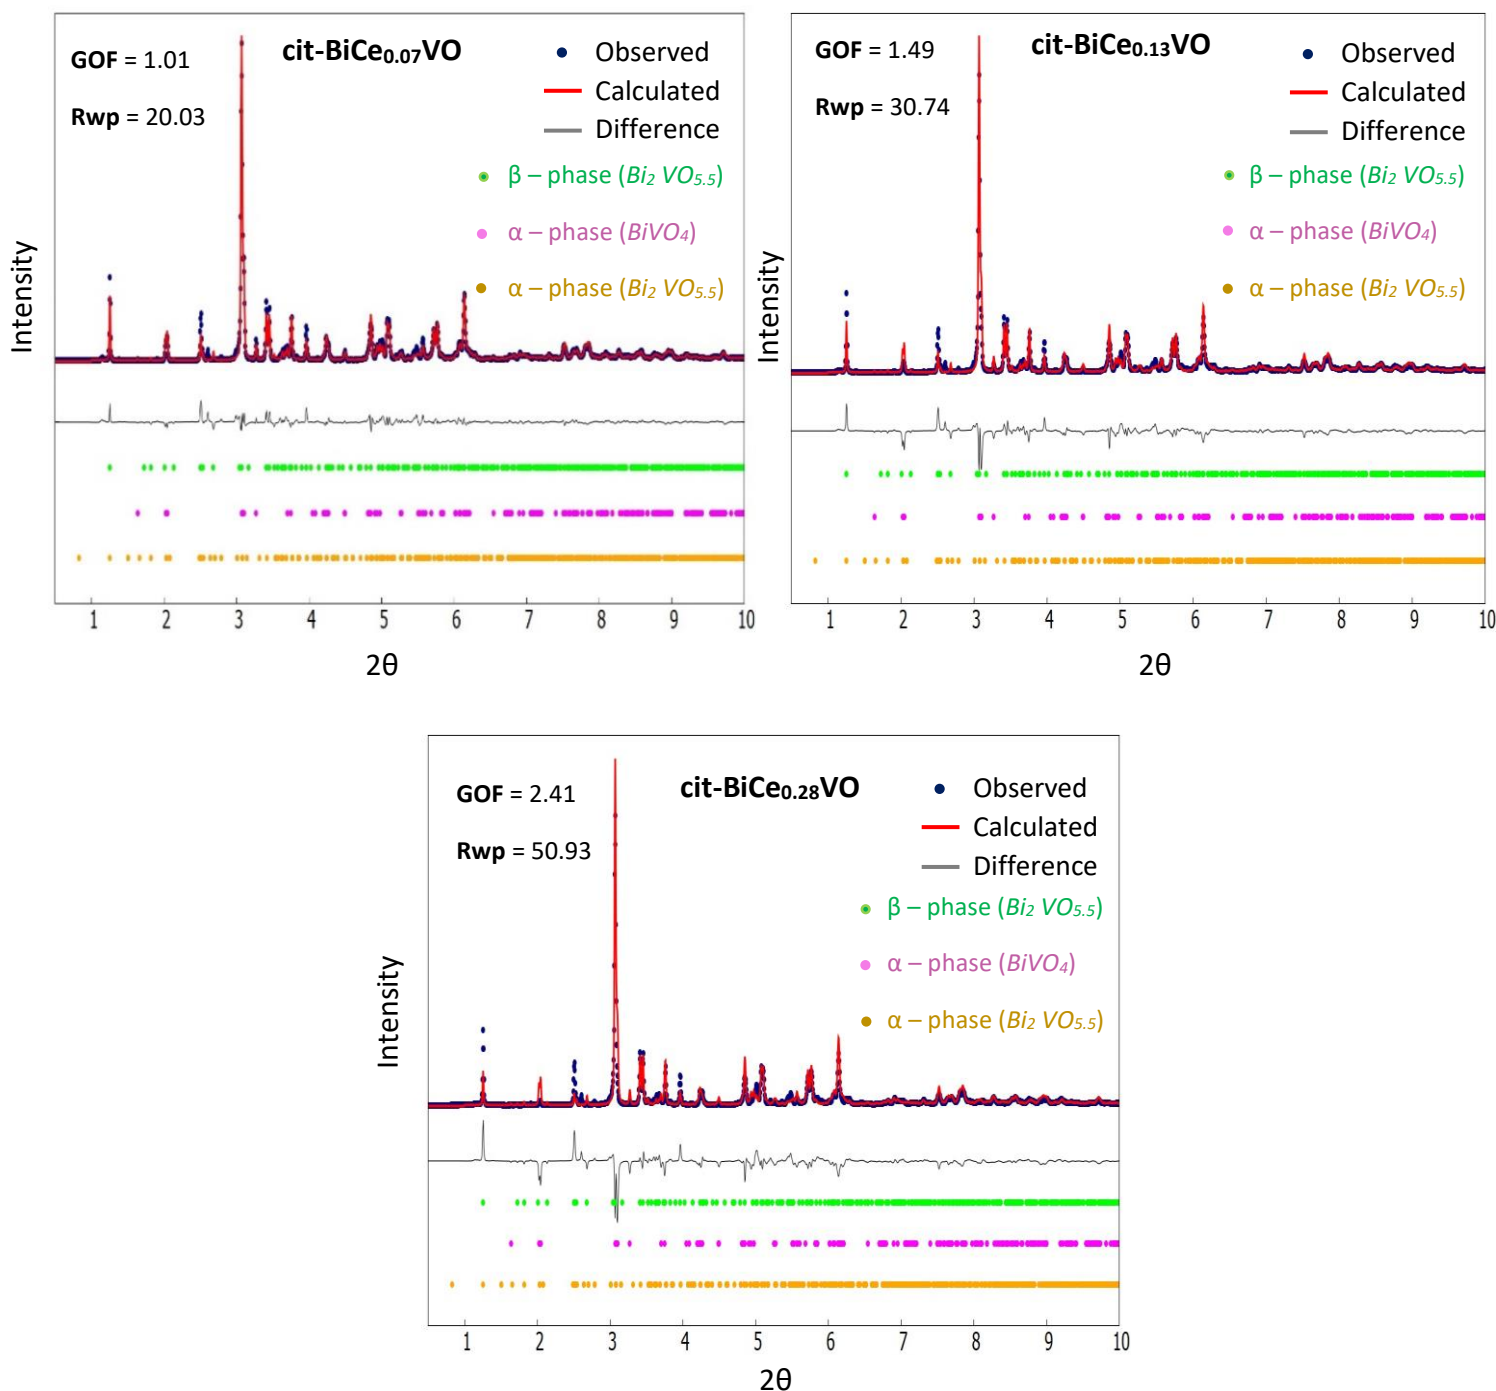 GOF = 1.01
Rwp = 20.03
cit-BiCe0.07VO
Observed
Calculated
Difference
β – phase (Bi2 VO5.5)
α – phase (BiVO4)
α – phase (Bi2 VO5.5)
Intensity
1 2 3 4 5 6 7 8 9 10
2θ
GOF = 1.49
Rwp = 30.74
cit-BiCe0.13VO
Observed
Calculated
Difference
β – phase (Bi2 VO5.5)
α – phase (BiVO4)
α – phase (Bi2 VO5.5)
Intensity
1 2 3 4 5 6 7 8 9 10
2θ
GOF = 2.41
Rwp = 50.93
cit-BiCe0.28VO
Observed
Calculated
Difference
β – phase (Bi2 VO5.5)
α – phase (BiVO4)
α – phase (Bi2 VO5.5)
Intensity
1 2 3 4 5 6 7 8 9 10
2θ